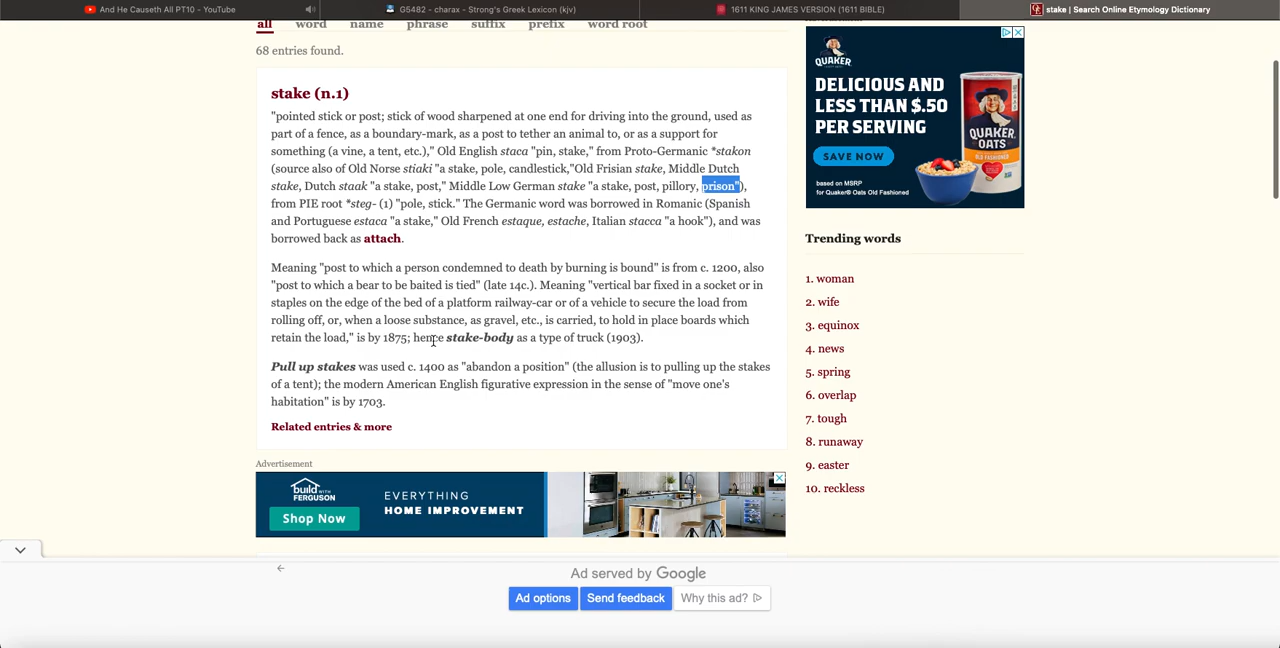 And He Causeth All PT10 - YouTube
G5482 - charax - Strong's Greek Lexicon (kjv)
1611 KING JAMES VERSION (1611 BIBLE)
stake | Search Online Etymology Dictionary
all word name phrase suffix prefix word root
68 entries found.
stake (n.1)
"pointed stick or post; stick of wood sharpened at one end for driving into the ground, used as
part of a fence, as a boundary-mark, as a post to tether an animal to, or as a support for
something (a vine, a tent, etc.)," Old English staca "pin, stake," from Proto-Germanic *stakon
(source also of Old Norse stiaki "a stake, pole, candlestick,"Old Frisian stake, Middle Dutch
stake, Dutch staak "a stake, post," Middle Low German stake "a stake, post, pillory, prison"),
from PIE root *steg- (1) "pole, stick." The Germanic word was borrowed in Romanic (Spanish
and Portuguese estaca "a stake," Old French estaque, estache, Italian stacca "a hook"), and was
borrowed back as attach.
Meaning "post to which a person condemned to death by burning is bound" is from c. 1200, also
"post to which a bear to be baited is tied" (late 14c.). Meaning "vertical bar fixed in a socket or in
staples on the edge of the bed of a platform railway-car or of a vehicle to secure the load from
rolling off, or, when a loose substance, as gravel, etc., is carried, to hold in place boards which
retain the load," is by 1875; hence stake-body as a type of truck (1903).
Pull up stakes was used c. 1400 as "abandon a position" (the allusion is to pulling up the stakes
of a tent); the modern American English figurative expression in the sense of "move one's
habitation" is by 1703.
Related entries & more
Advertisement
build with
FERGUSON
Shop Now
EVERYTHING
HOME IMPROVEMENT
QUAKER
DELICIOUS AND
LESS THAN $.50
PER SERVING
SAVE NOW
based on MSRP
for Quaker® Oats Old Fashioned
QUAKER
OATS
OLD FASHIONED
Trending words
1. woman
2. wife
3. equinox
4. news
5. spring
6. overlap
7. tough
8. runaway
9. easter
10. reckless
Ad served by Google
Ad options
Send feedback
Why this ad?